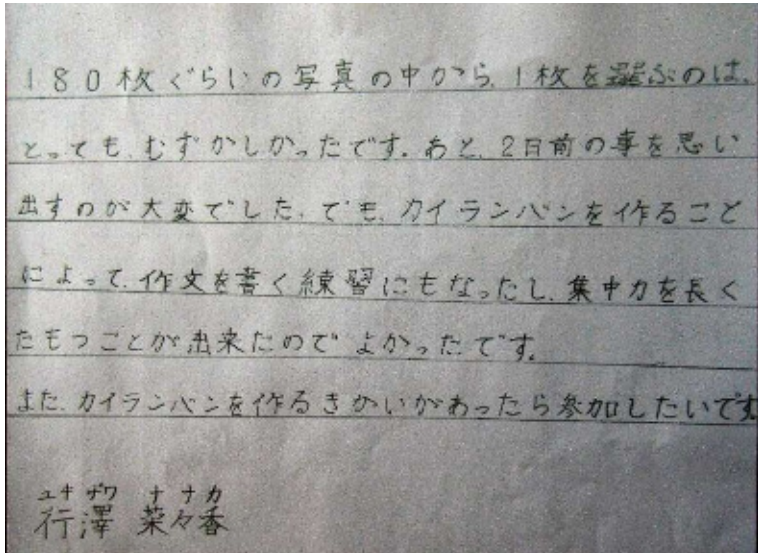 180枚ぐらいの写真の中から、1枚を選ぶのは、
とっても、むずかしかったです。あと、2日前の事を思い
出すのが大変でした。でも、カイランバンを作ること
によって、作文を書く練習にもなったし、集中力を長く
たもつことが出来たのでよかったです。
また、カイランバンを作るきかいがあったら参加したいです
ユキザワ ナナカ
行澤 菜々香